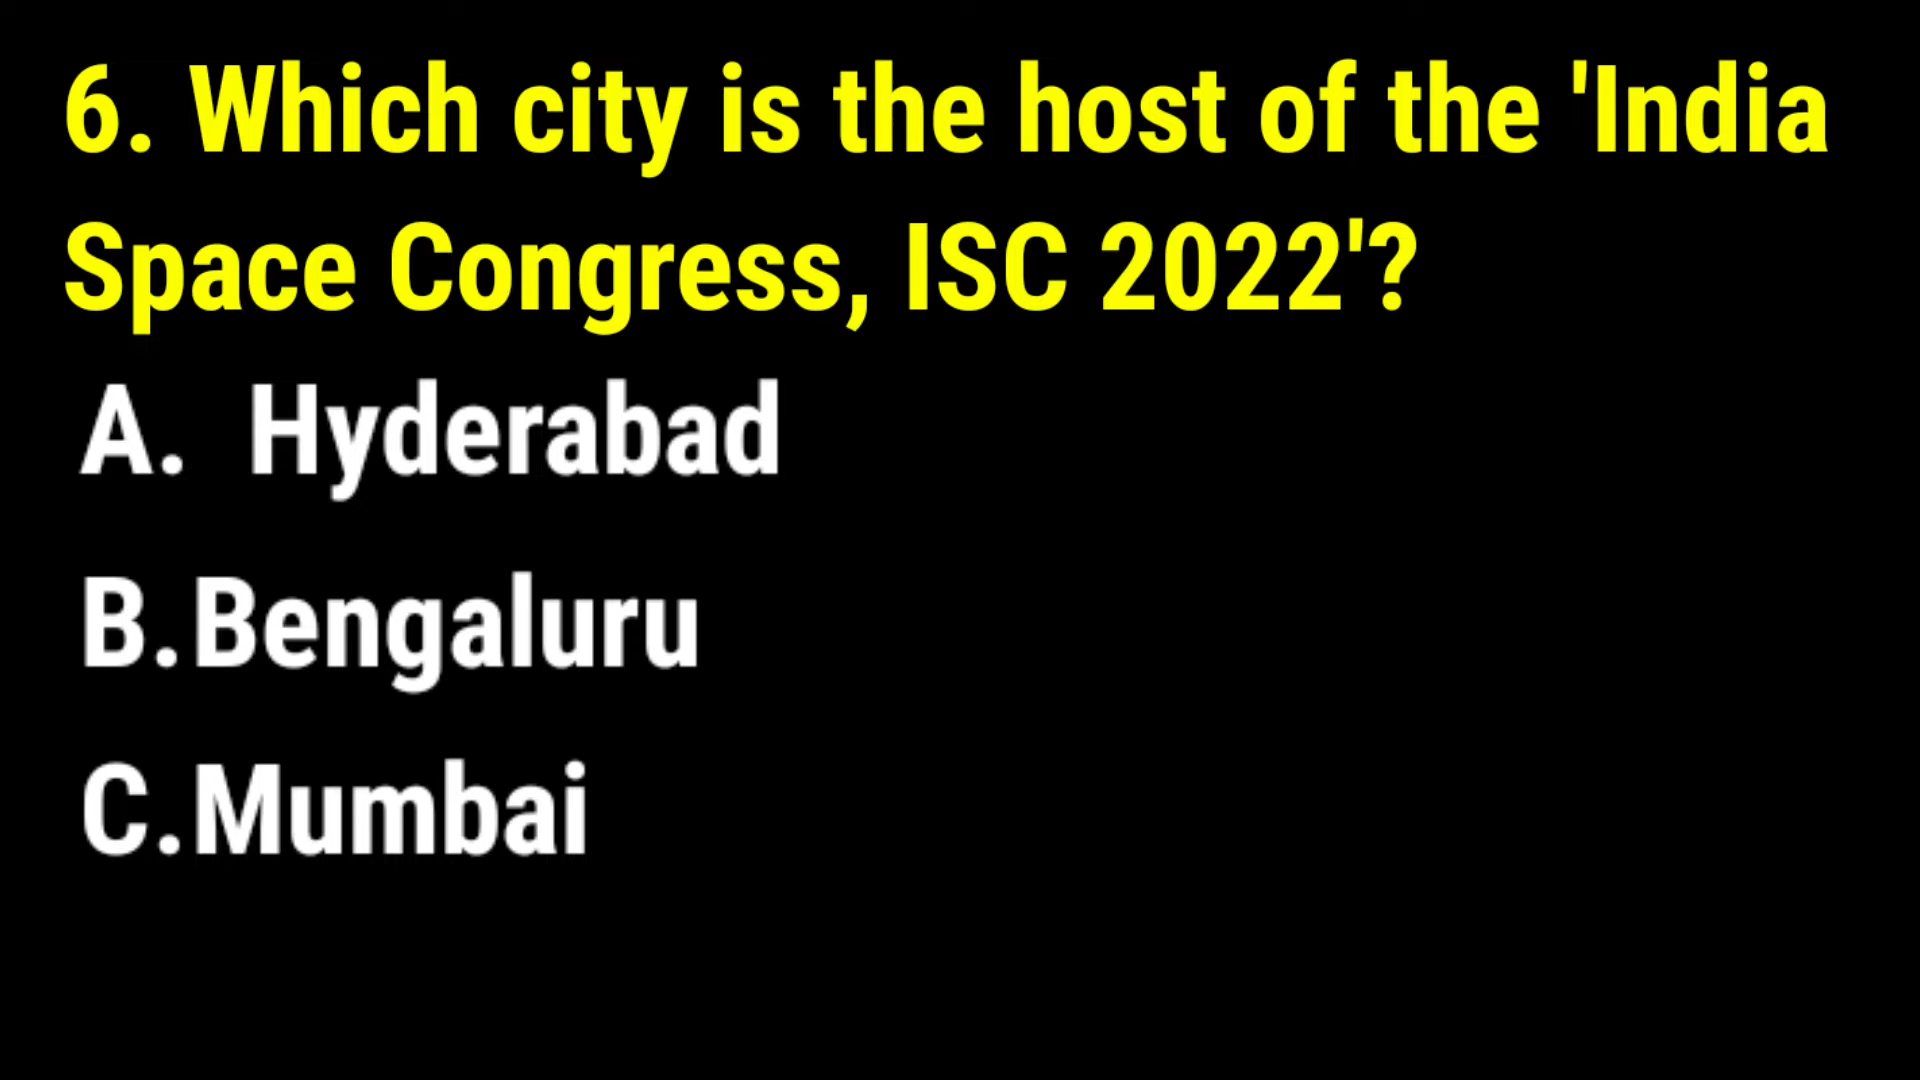 6. Which city is the host of the 'India
Space Congress, ISC 2022'?
A. Hyderabad
B.Bengaluru
C.Mumbai